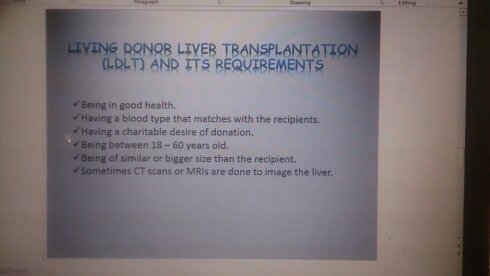 Paragraph Drawing Editing
LIVING DONOR LIVER TRANSPLANTATION
(LDLT) AND ITS REQUIREMENTS
✓ Being in good health.
✓ Having a blood type that matches with the recipients.
✓ Having a charitable desire of donation.
✓ Being between 18 – 60 years old.
✓ Being of similar or bigger size than the recipient.
✓ Sometimes CT scans or MRIs are done to image the liver.